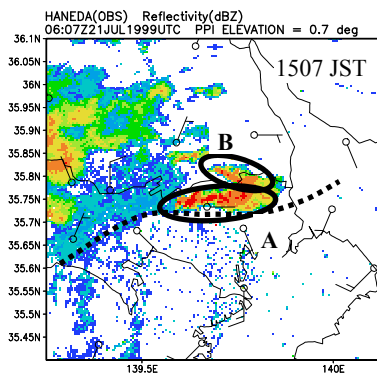 HANEDA(OBS) Reflectivity(dBZ)
06:07Z21JUL1999UTC PPI ELEVATION = 0.7 deg
36.1N
36.05N
36N
35.95N
35.9N
35.85N
35.8N
35.75N
35.7N
35.65N
35.6N
35.55N
35.5N
35.45N
1507 JST
B
A
139.5E
140E